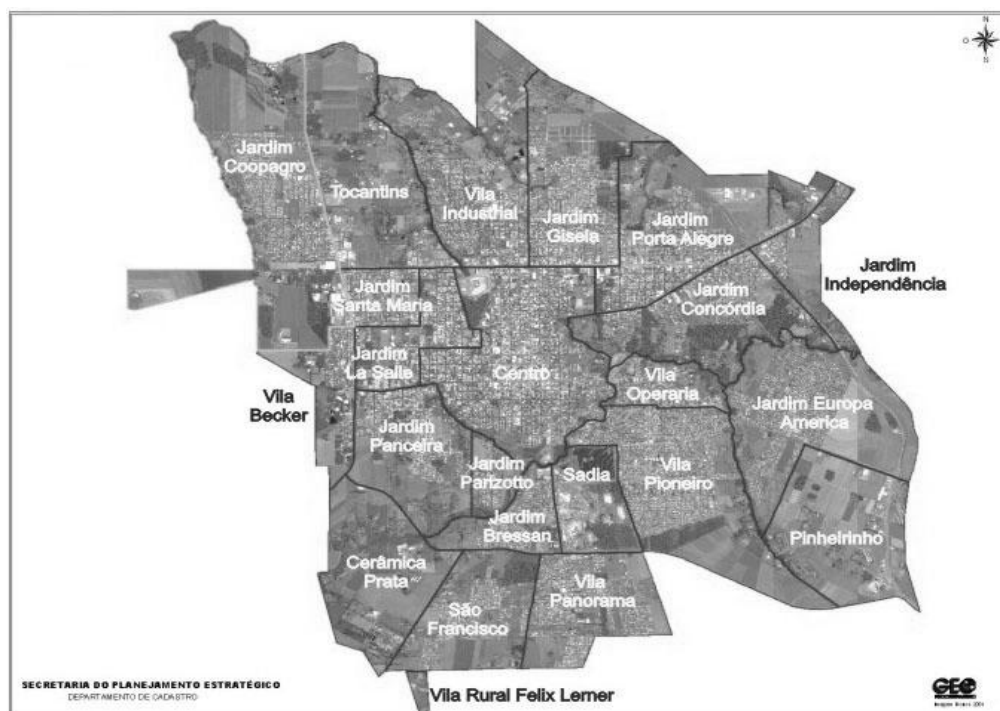 N
O
N
Jardim
Coopagro
Tocantins
Vila
Industrial
Jardim
Gisela
Jardim
Porta Alegre
Jardim
Independência
Jardim
Santa Maria
Jardim
Concórdia
Jardim
La Salle
Centro
Vila
Operaria
Vila
Becker
Jardim Europa
America
Jardim
Panceira
Jardim
Parizotto
Sadia
Vila
Pioneiro
Jardim
Bressan
Pinheirinho
Cerâmica
Prata
São
Francisco
Vila
Panorama
SECRETARIA DO PLANEJAMENTO ESTRATÉGICO
DEPARTAMENTO DE CADASTRO
Vila Rural Felix Lerner
GEO